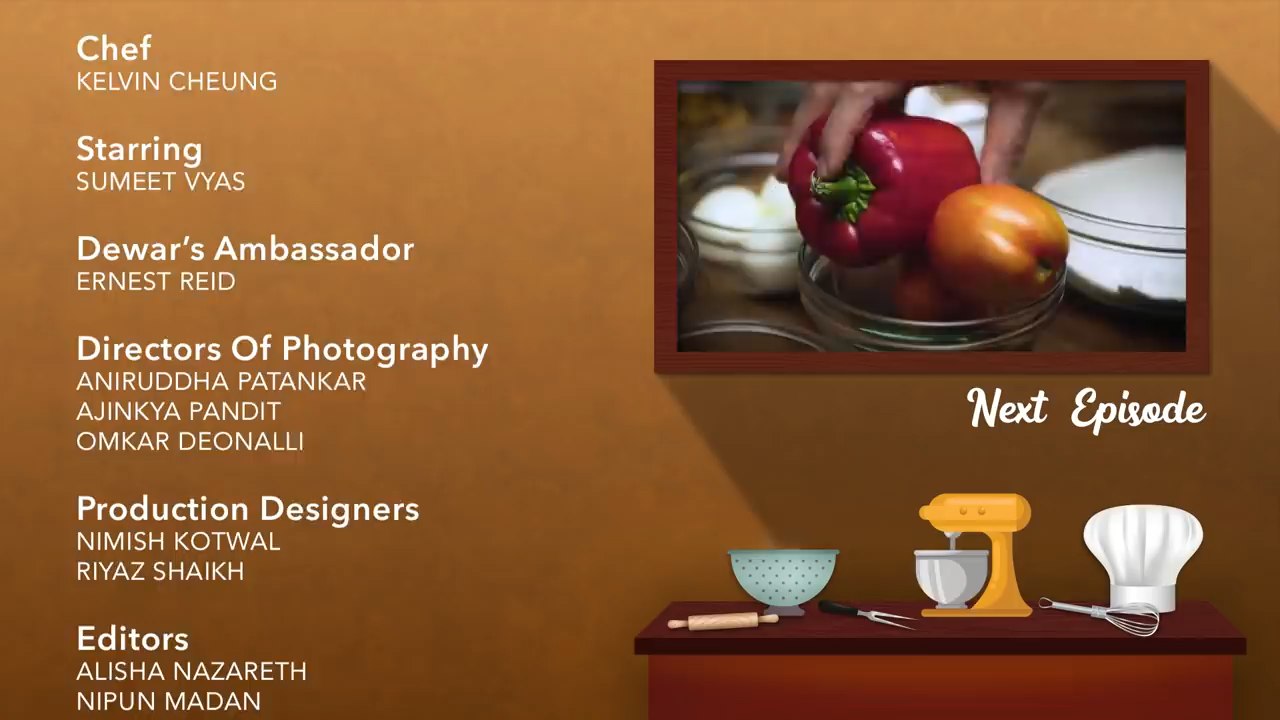 Chef
KELVIN CHEUNG
Starring
SUMEET VYAS
Dewar’s Ambassador
ERNEST REID
Directors Of Photography
ANIRUDDHA PATANKAR
AJINKYA PANDIT
OMKAR DEONALLI
Production Designers
NIMISH KOTWAL
RIYAZ SHAIKH
Editors
ALISHA NAZARETH
NIPUN MADAN
Next Episode